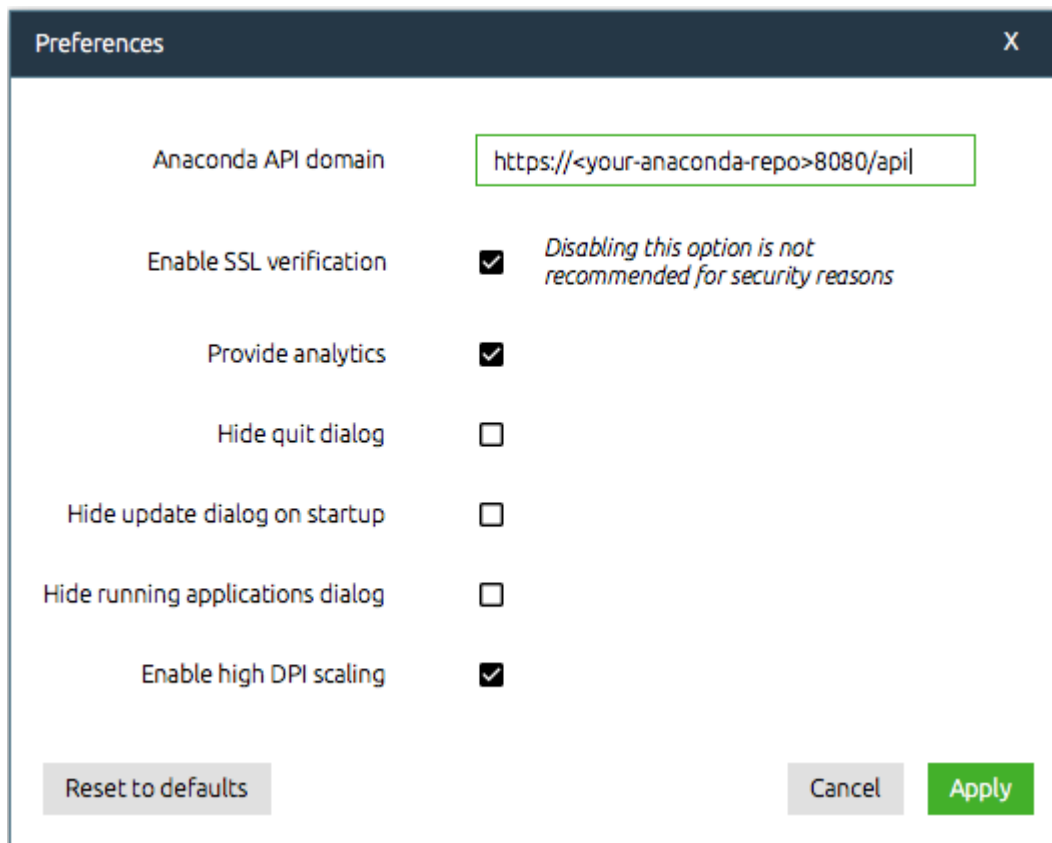 Preferences X
Anaconda API domain https://<your-anaconda-repo>8080/api
Enable SSL verification Disabling this option is not
recommended for security reasons
Provide analytics
Hide quit dialog
Hide update dialog on startup
Hide running applications dialog
Enable high DPI scaling
Reset to defaults Cancel Apply